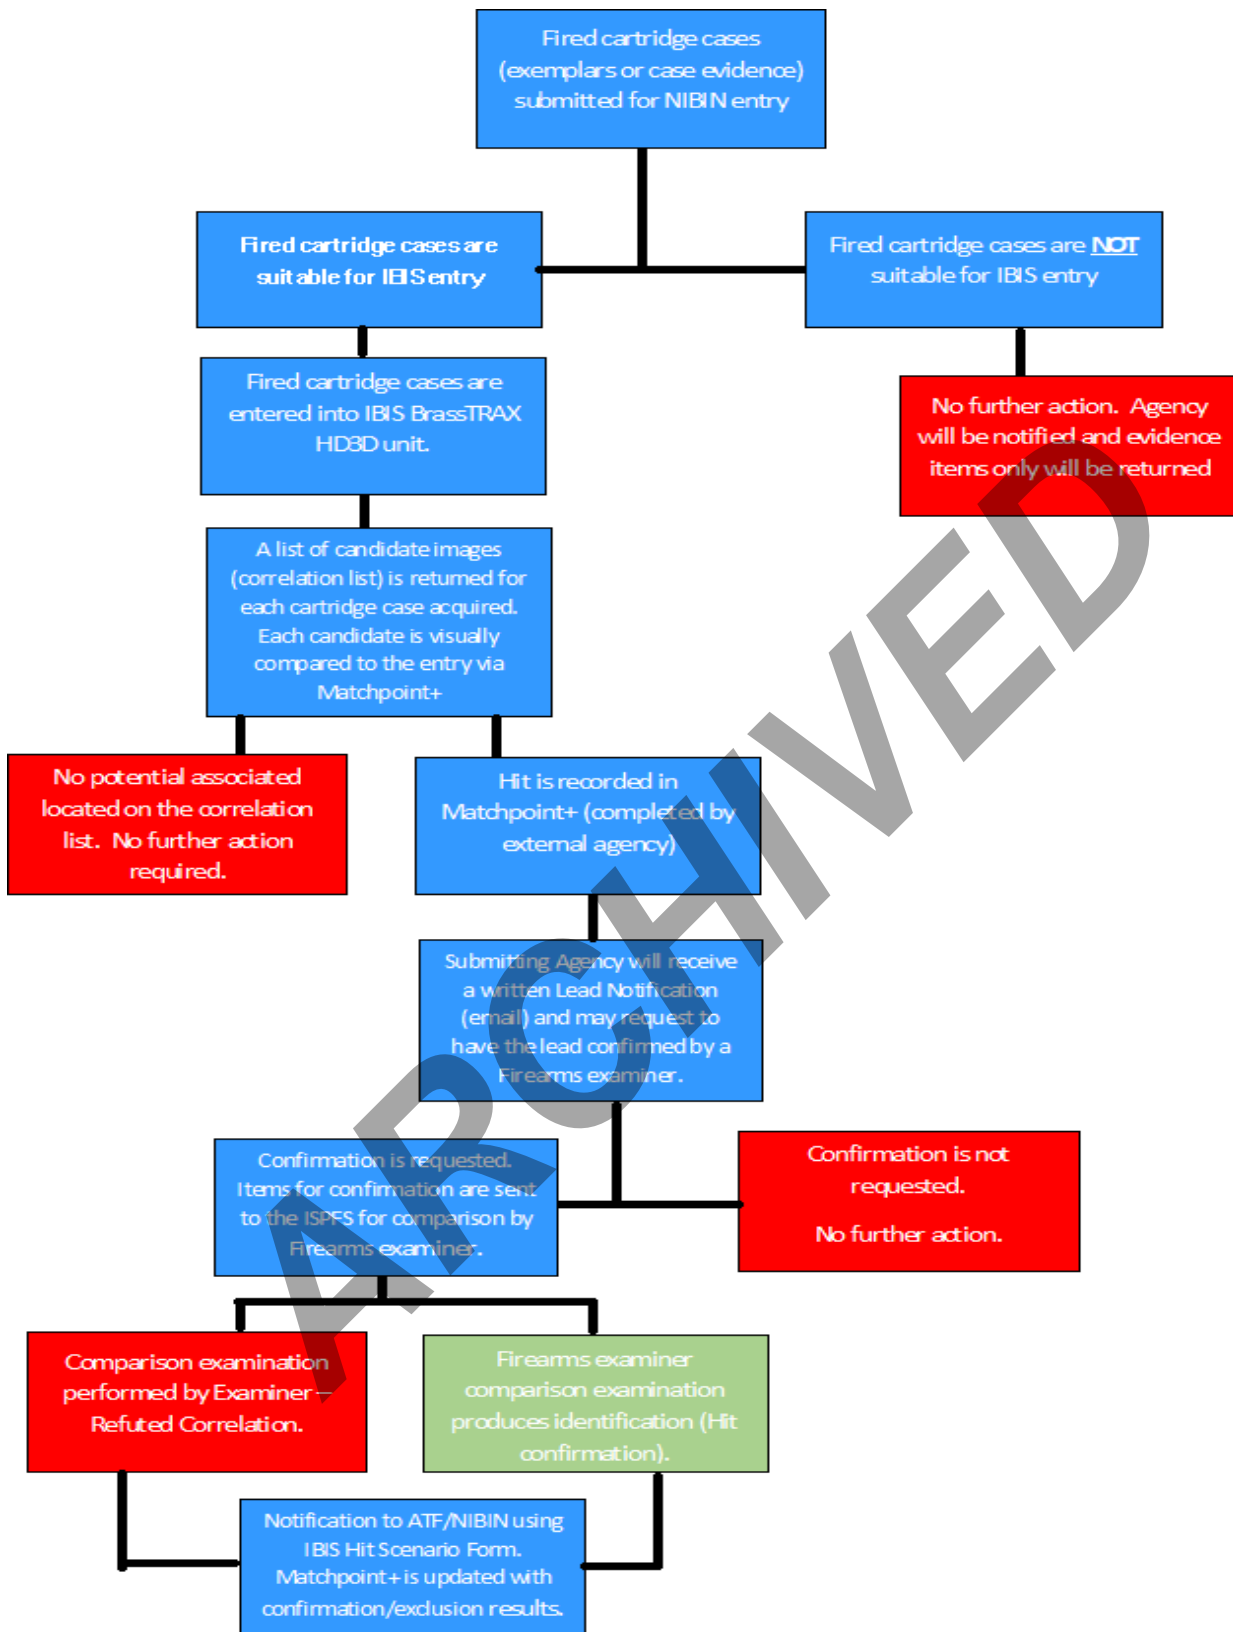 Fired cartridge cases
(exemplars or case evidence)
submitted for NIBIN entry
Fired cartridge cases are
suitable for IBIS entry
Fired cartridge cases are NOT
suitable for IBIS entry
Fired cartridge cases are
entered into IBIS BrassTRAX
HD3D unit.
No further action. Agency
will be notified and evidence
items only will be returned
A list of candidate images
(correlation list) is returned for
each cartridge case acquired.
Each candidate is visually
compared to the entry via
Matchpoint+
No potential associated
located on the correlation
list. No further action
required.
Hit is recorded in
Matchpoint+ (completed by
external agency)
Submitting Agency will receive
a written Lead Notification
(email) and may request to
have the lead confirmed by a
Firearms examiner.
Confirmation is requested.
Items for confirmation are sent
to the ISPFS for comparison by
Firearms examiner.
Confirmation is not
requested.
No further action.
Comparison examination
performed by Examiner –
Refuted Correlation.
Firearms examiner
comparison examination
produces identification (Hit
confirmation).
Notification to ATF/NIBIN using
IBIS Hit Scenario Form.
Matchpoint+ is updated with
confirmation/exclusion results.
ARCHIVED